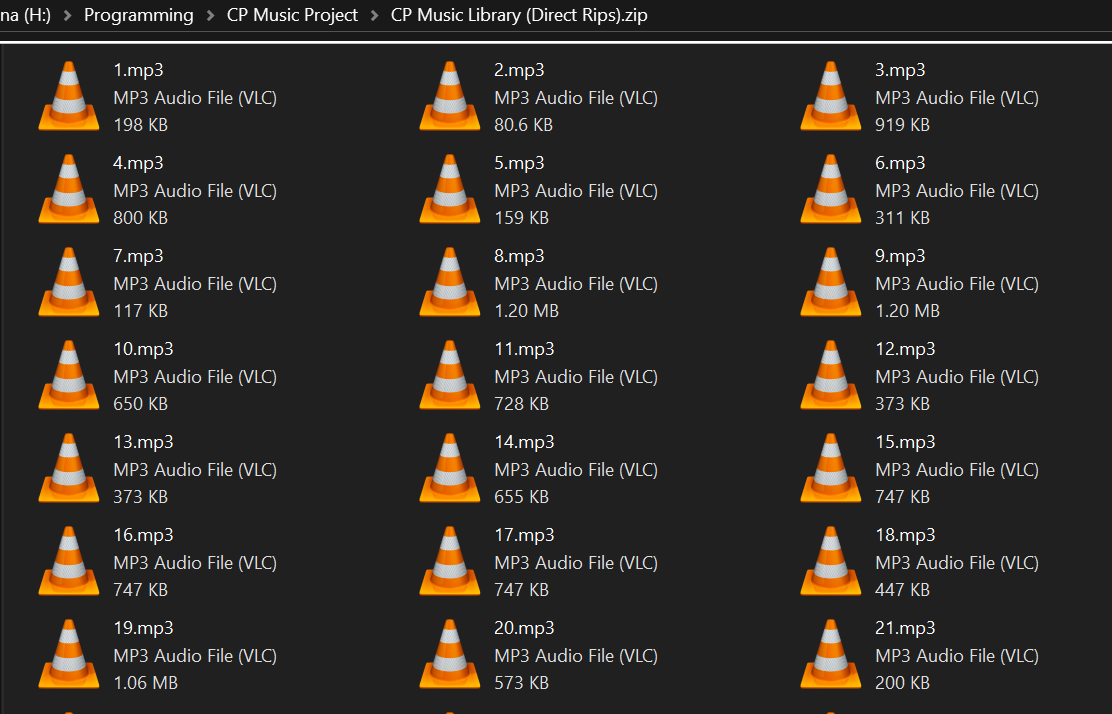 na (H:) > Programming > CP Music Project > CP Music Library (Direct Rips).zip
1.mp3
MP3 Audio File (VLC)
198 KB
2.mp3
MP3 Audio File (VLC)
80.6 KB
3.mp3
MP3 Audio File (VLC)
919 KB
4.mp3
MP3 Audio File (VLC)
800 KB
5.mp3
MP3 Audio File (VLC)
159 KB
6.mp3
MP3 Audio File (VLC)
311 KB
7.mp3
MP3 Audio File (VLC)
117 KB
8.mp3
MP3 Audio File (VLC)
1.20 MB
9.mp3
MP3 Audio File (VLC)
1.20 MB
10.mp3
MP3 Audio File (VLC)
650 KB
11.mp3
MP3 Audio File (VLC)
728 KB
12.mp3
MP3 Audio File (VLC)
373 KB
13.mp3
MP3 Audio File (VLC)
373 KB
14.mp3
MP3 Audio File (VLC)
655 KB
15.mp3
MP3 Audio File (VLC)
747 KB
16.mp3
MP3 Audio File (VLC)
747 KB
17.mp3
MP3 Audio File (VLC)
747 KB
18.mp3
MP3 Audio File (VLC)
447 KB
19.mp3
MP3 Audio File (VLC)
1.06 MB
20.mp3
MP3 Audio File (VLC)
573 KB
21.mp3
MP3 Audio File (VLC)
200 KB